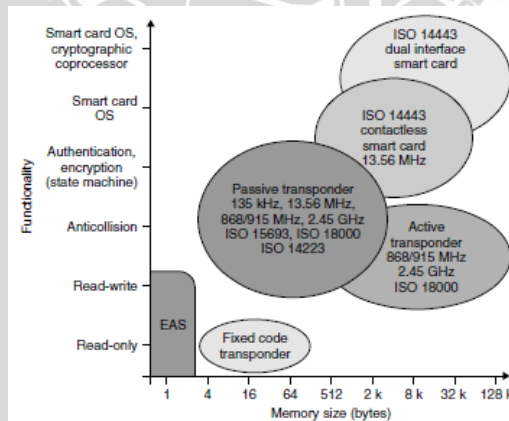 Smart card OS,
cryptographic
coprocessor
Smart card
OS
Authentication,
encryption
(state machine)
Anticollision
Read-write
Read-only
Functionality
ISO 14443
dual interface
smart card
ISO 14443
contactless
smart card
13.56 MHz
Passive transponder
135 kHz, 13.56 MHz,
868/915 MHz, 2.45 GHz
ISO 15693, ISO 18000
ISO 14223
Active
transponder
868/915 MHz
2.45 GHz
ISO 18000
EAS
Fixed code
transponder
1 4 16 64 512 2 k 8 k 32 k 128 k
Memory size (bytes)